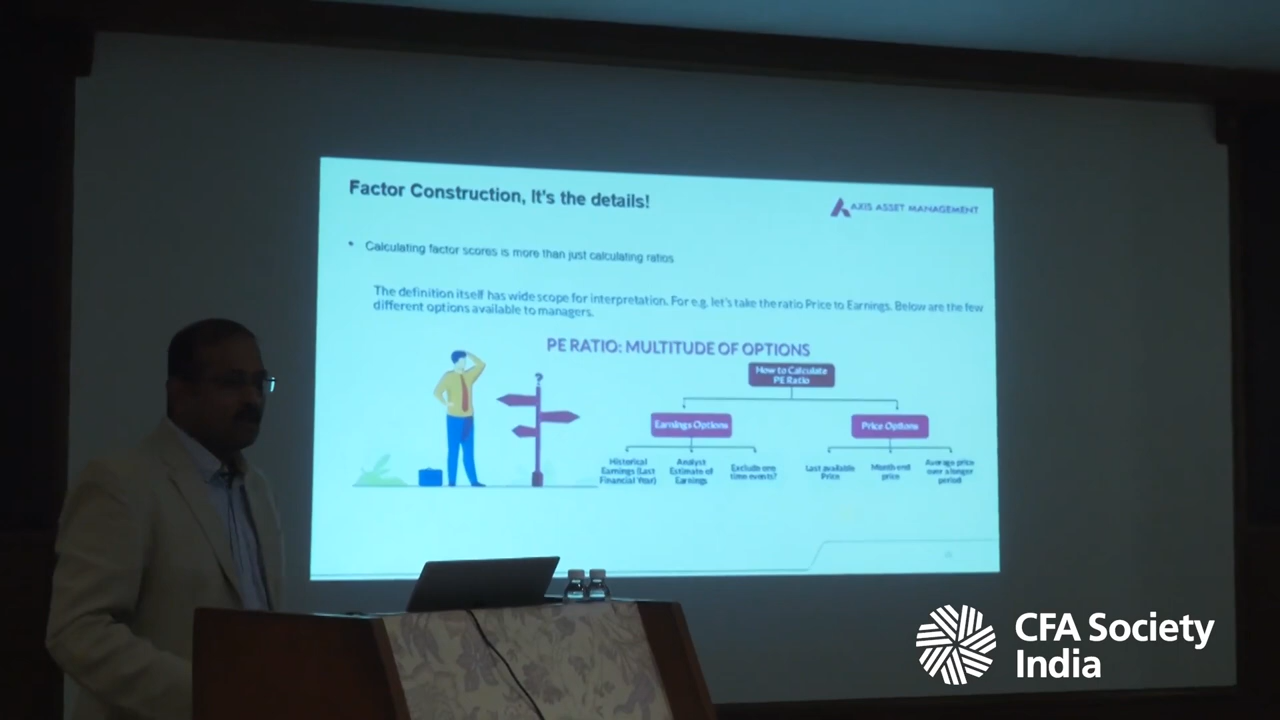 Factor Construction, It's the details!
AXIS ASSET MANAGEMENT
• Calculating factor scores is more than just calculating ratios
The definition itself has wide scope for interpretation. For e.g. let's take the ratio Price to Earnings. Below are the few
different options available to managers.
PE RATIO: MULTITUDE OF OPTIONS
How to Calculate
PE Ratio
Earnings Options
Price Options
Historical
Earnings (Last
Financial Year)
Analyst
Estimate of
Earnings
Exclude one
time events?
Last available
Price
Month end
price
Average price
over a longer
period
?
CFA Society
India